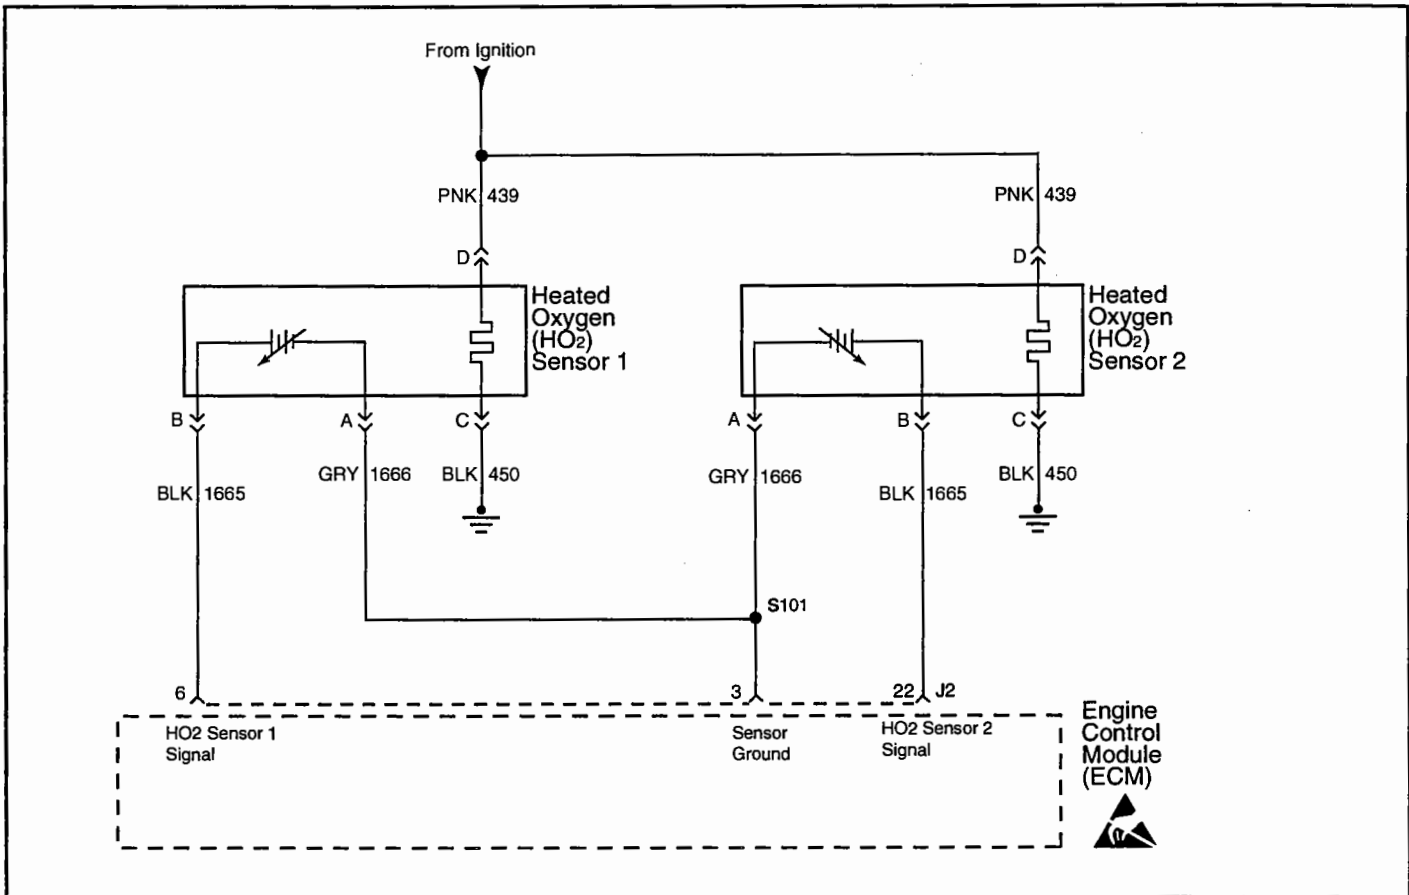 From Ignition
PNK 439
PNK 439
D
D
Heated
Oxygen
(HO2)
Sensor 1
Heated
Oxygen
(HO2)
Sensor 2
B
A
C
A
B
C
GRY 1666
BLK 450
GRY 1666
BLK 450
BLK 1665
BLK 1665
S101
6
3
22 J2
HO2 Sensor 1
Signal
Sensor
Ground
HO2 Sensor 2
Signal
Engine
Control
Module
(ECM)